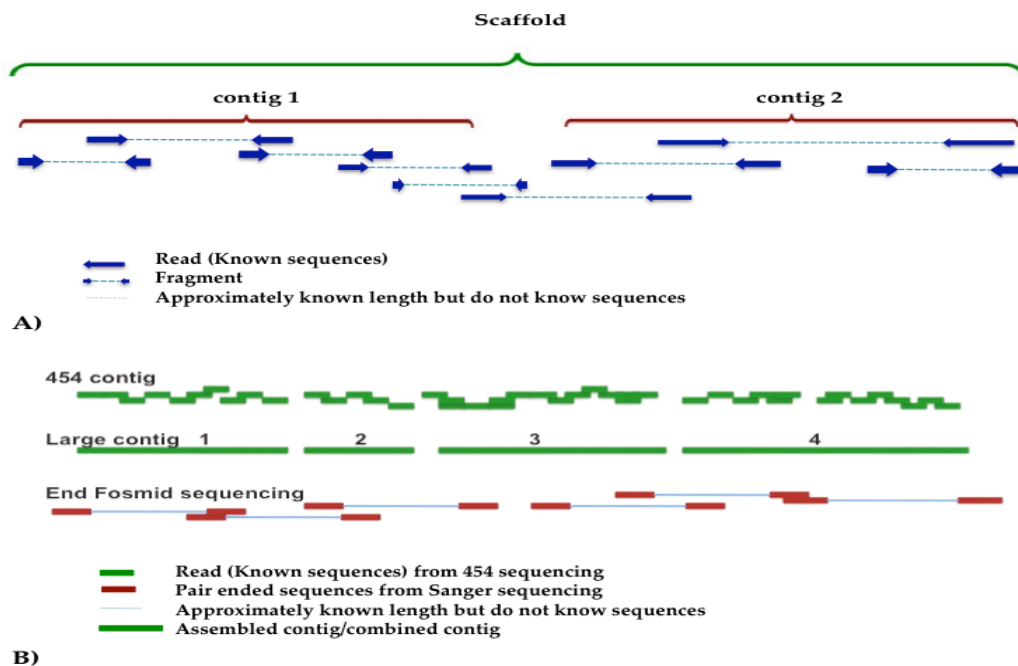 Scaffold
contig 1
contig 2
Read (Known sequences)
Fragment
Approximately known length but do not know sequences
A)
454 contig
Large contig 1 2 3 4
End Fosmid sequencing
Read (Known sequences) from 454 sequencing
Pair ended sequences from Sanger sequencing
Approximately known length but do not know sequences
Assembled contig/combined contig
B)